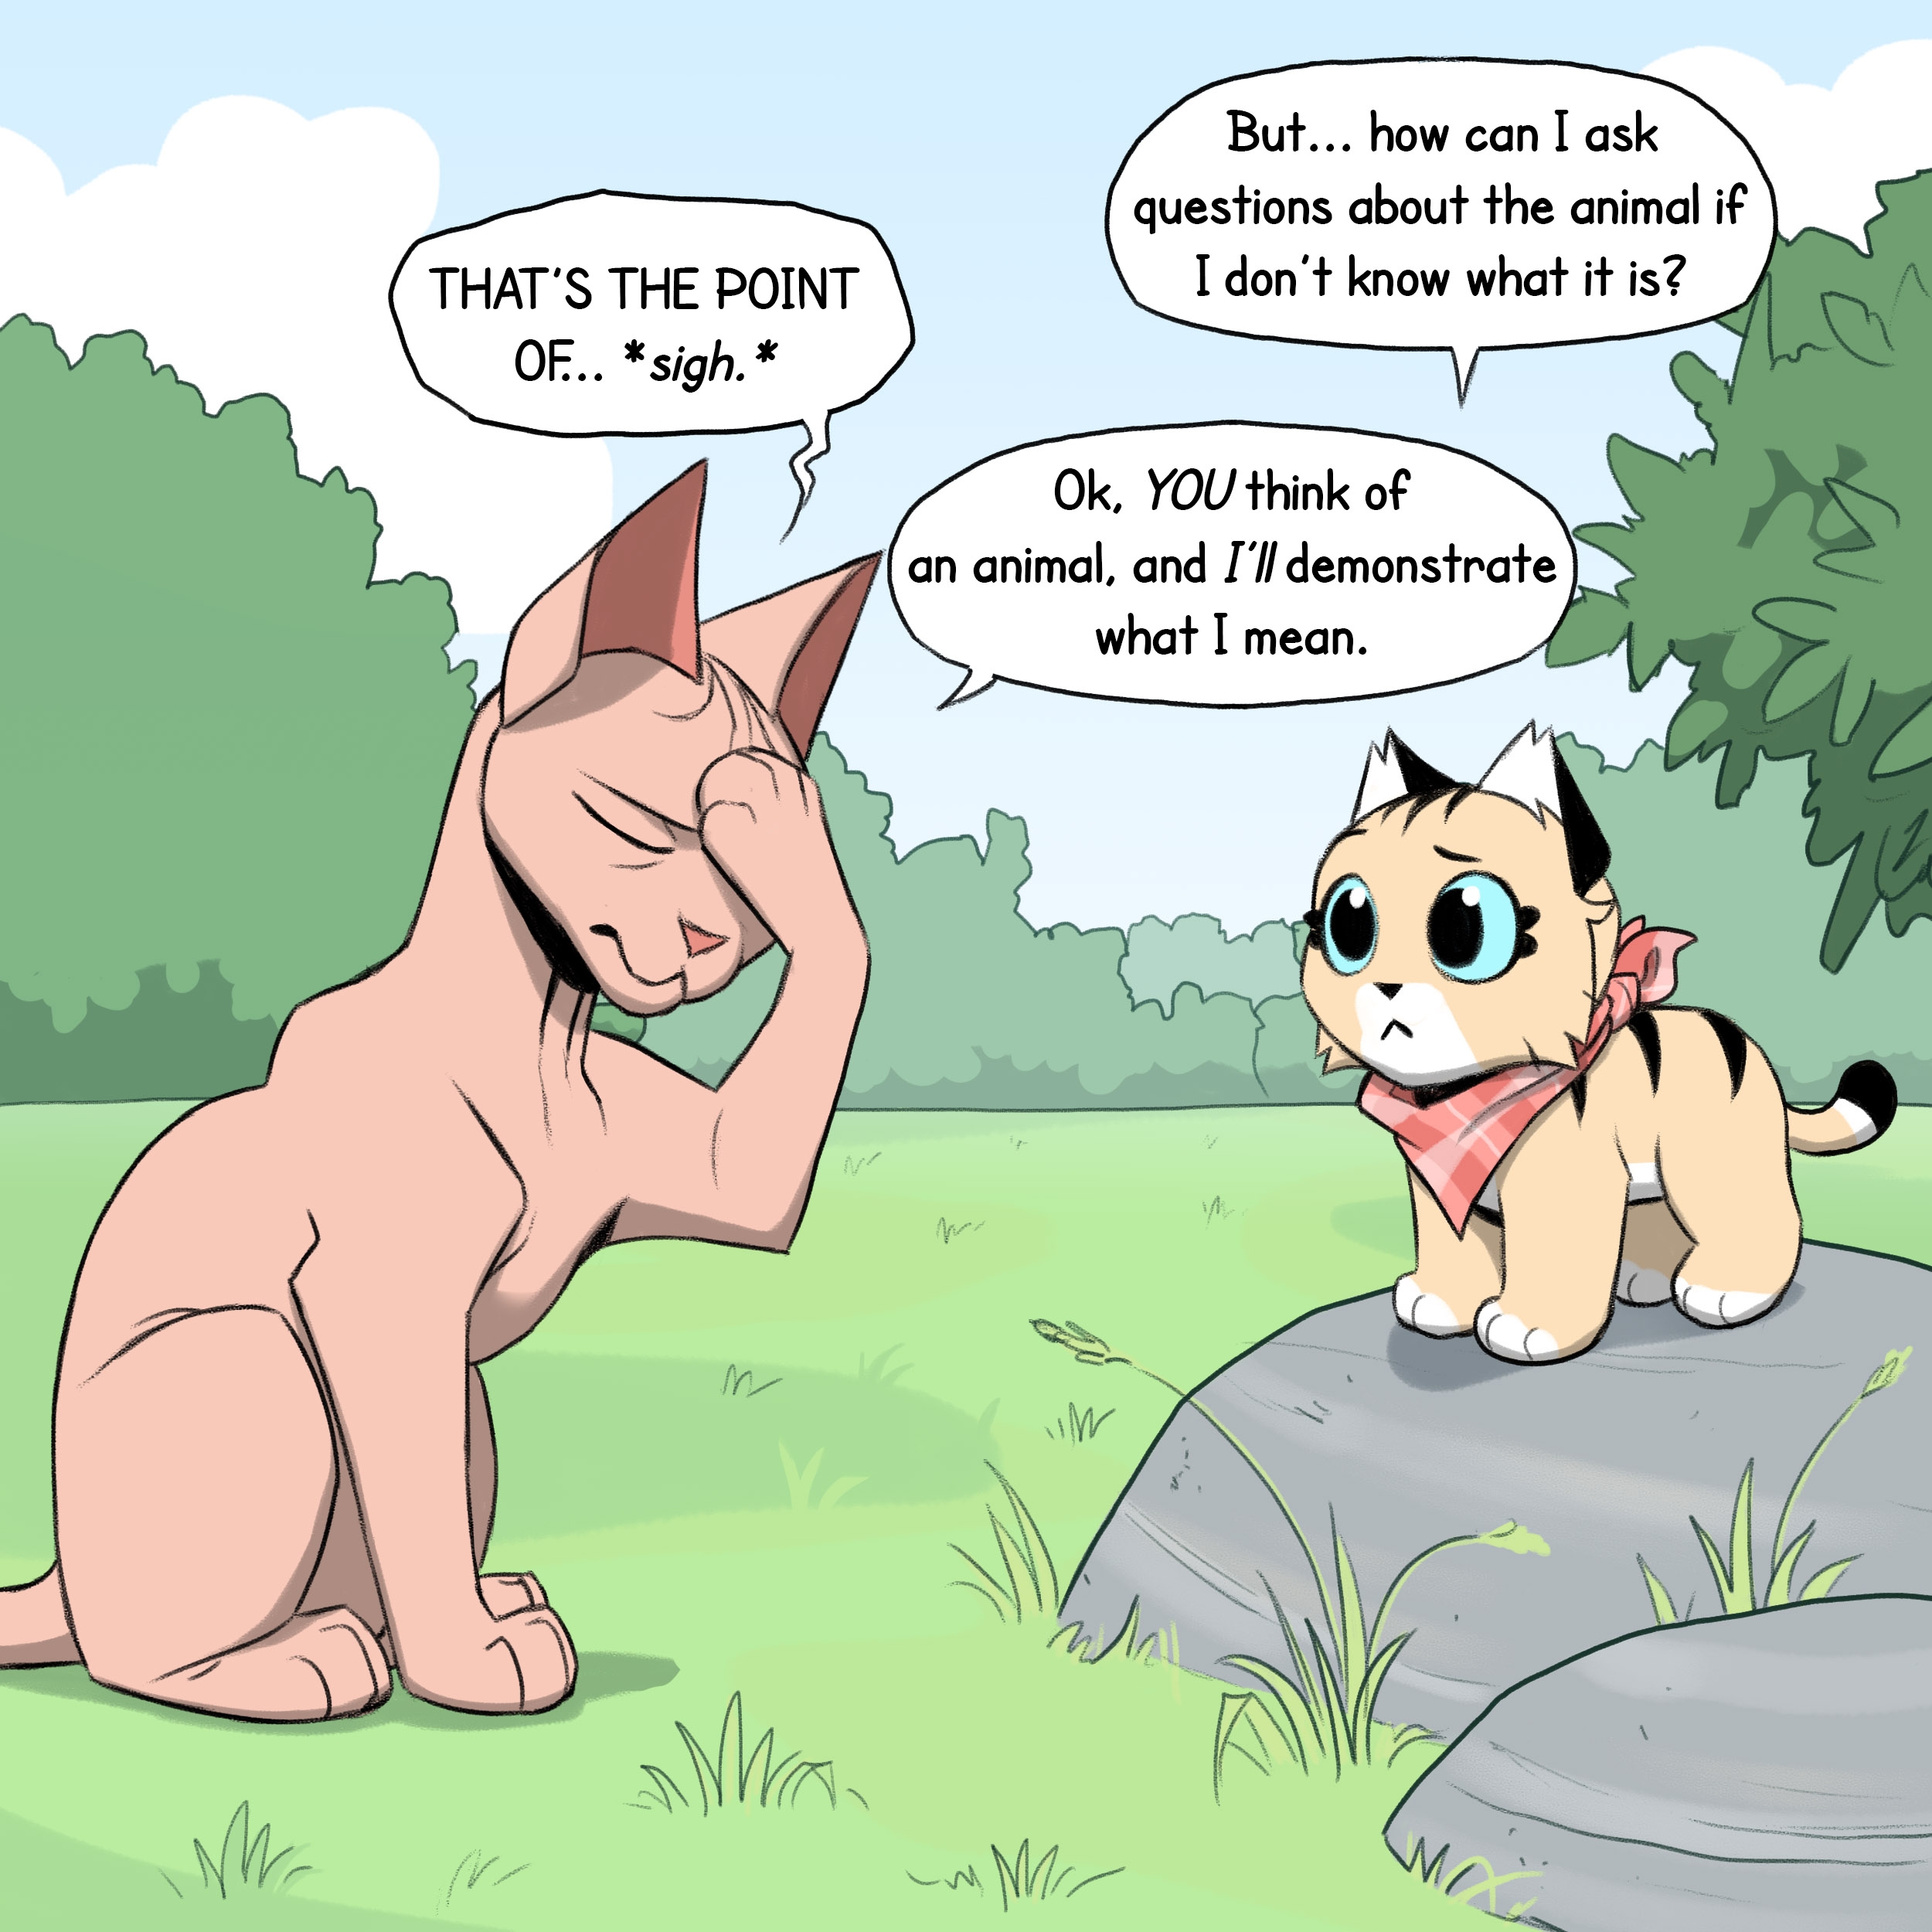 But... how can I ask
questions about the animal if
I don't know what it is?
THAT'S THE POINT
OF... *sigh.*
Ok, YOU think of
an animal, and I'll demonstrate
what I mean.